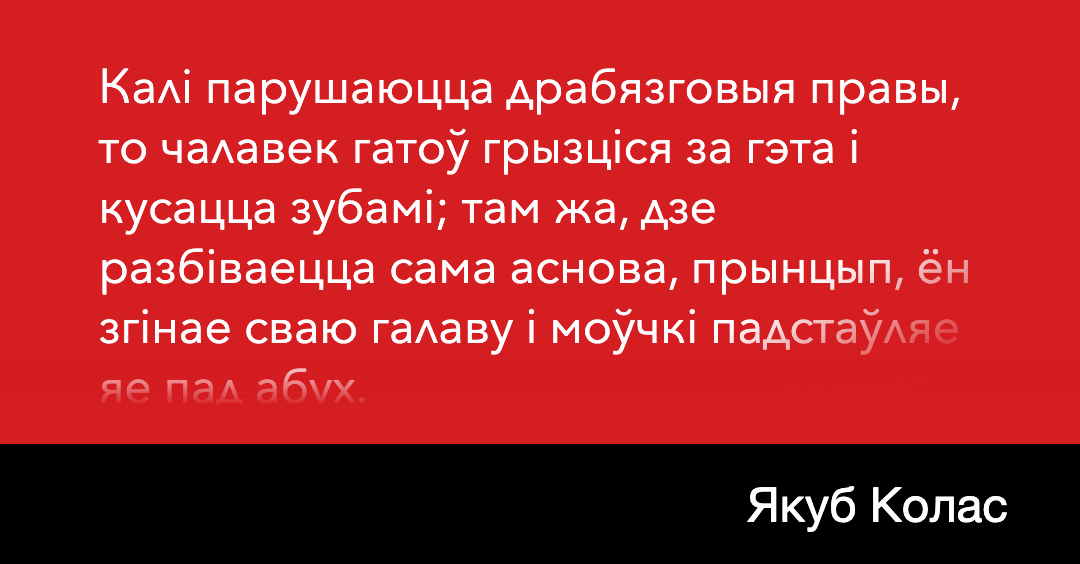 Калі парушаюцца драбязговыя правы,
то чалавек гатоў грызціся за гэта і
кусацца зубамі; там жа, дзе
разбіваецца сама аснова, прынцып, ён
згінае сваю галаву і моўчкі падстаўляе
яе пад абух.
Якуб Колас